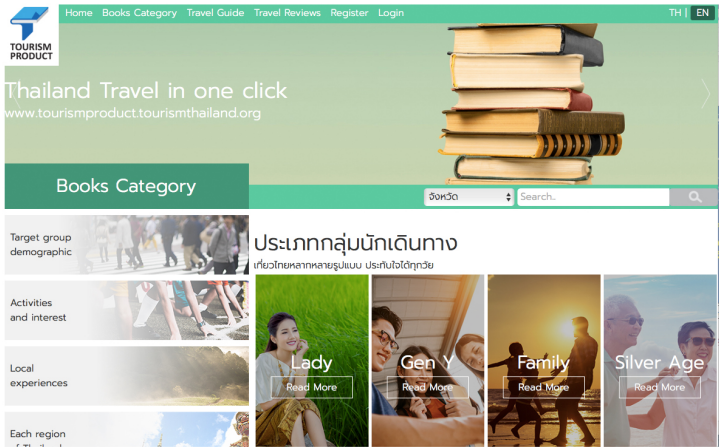 TOURISM
PRODUCT
Home Books Category Travel Guide Travel Reviews Register Login
TH | EN
Thailand Travel in one click
www.tourismproduct.tourismthailand.org
Books Category
จังหวัด
Search..
Target group
demographic
Activities
and interest
Local
experiences
Each region
of Thailand
ประเภทกลุ่มนักเดินทาง
เที่ยวไทยหลากหลายรูปแบบ ประทับใจได้ทุกวัย
Lady
Read More
Gen Y
Read More
Family
Read More
Silver Age
Read More